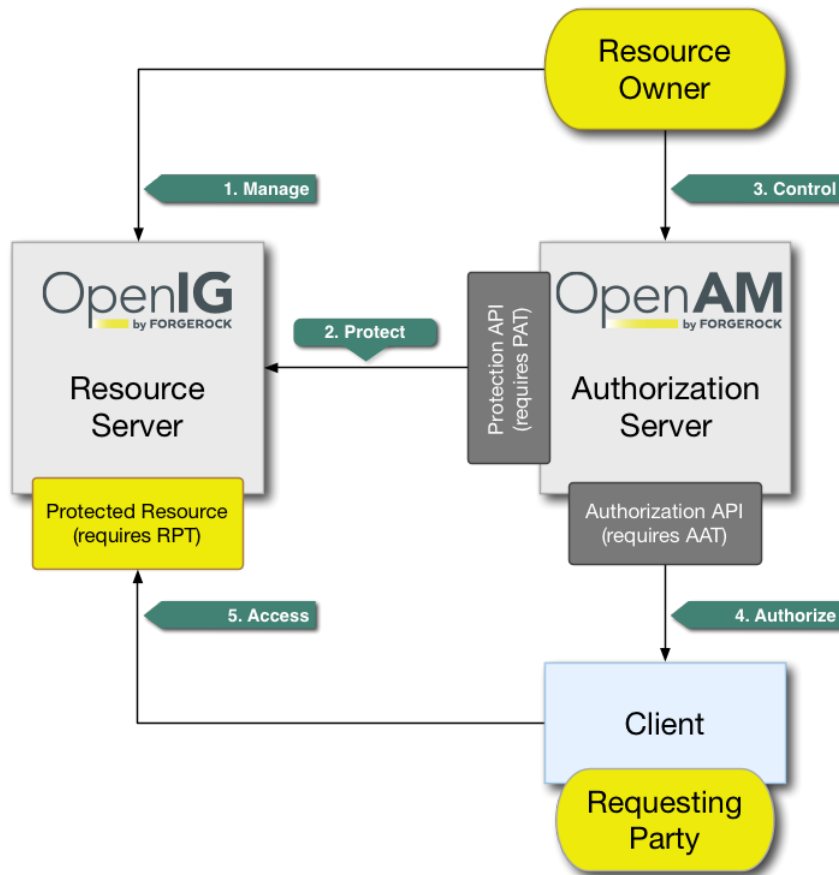 Resource
Owner
1. Manage
3. Control
OpenIG
by FORGEROCK
Resource
Server
2. Protect
Protection API
(requires PAT)
OpenAM
by FORGEROCK
Authorization
Server
Protected Resource
(requires RPT)
Authorization API
(requires AAT)
5. Access
4. Authorize
Client
Requesting
Party